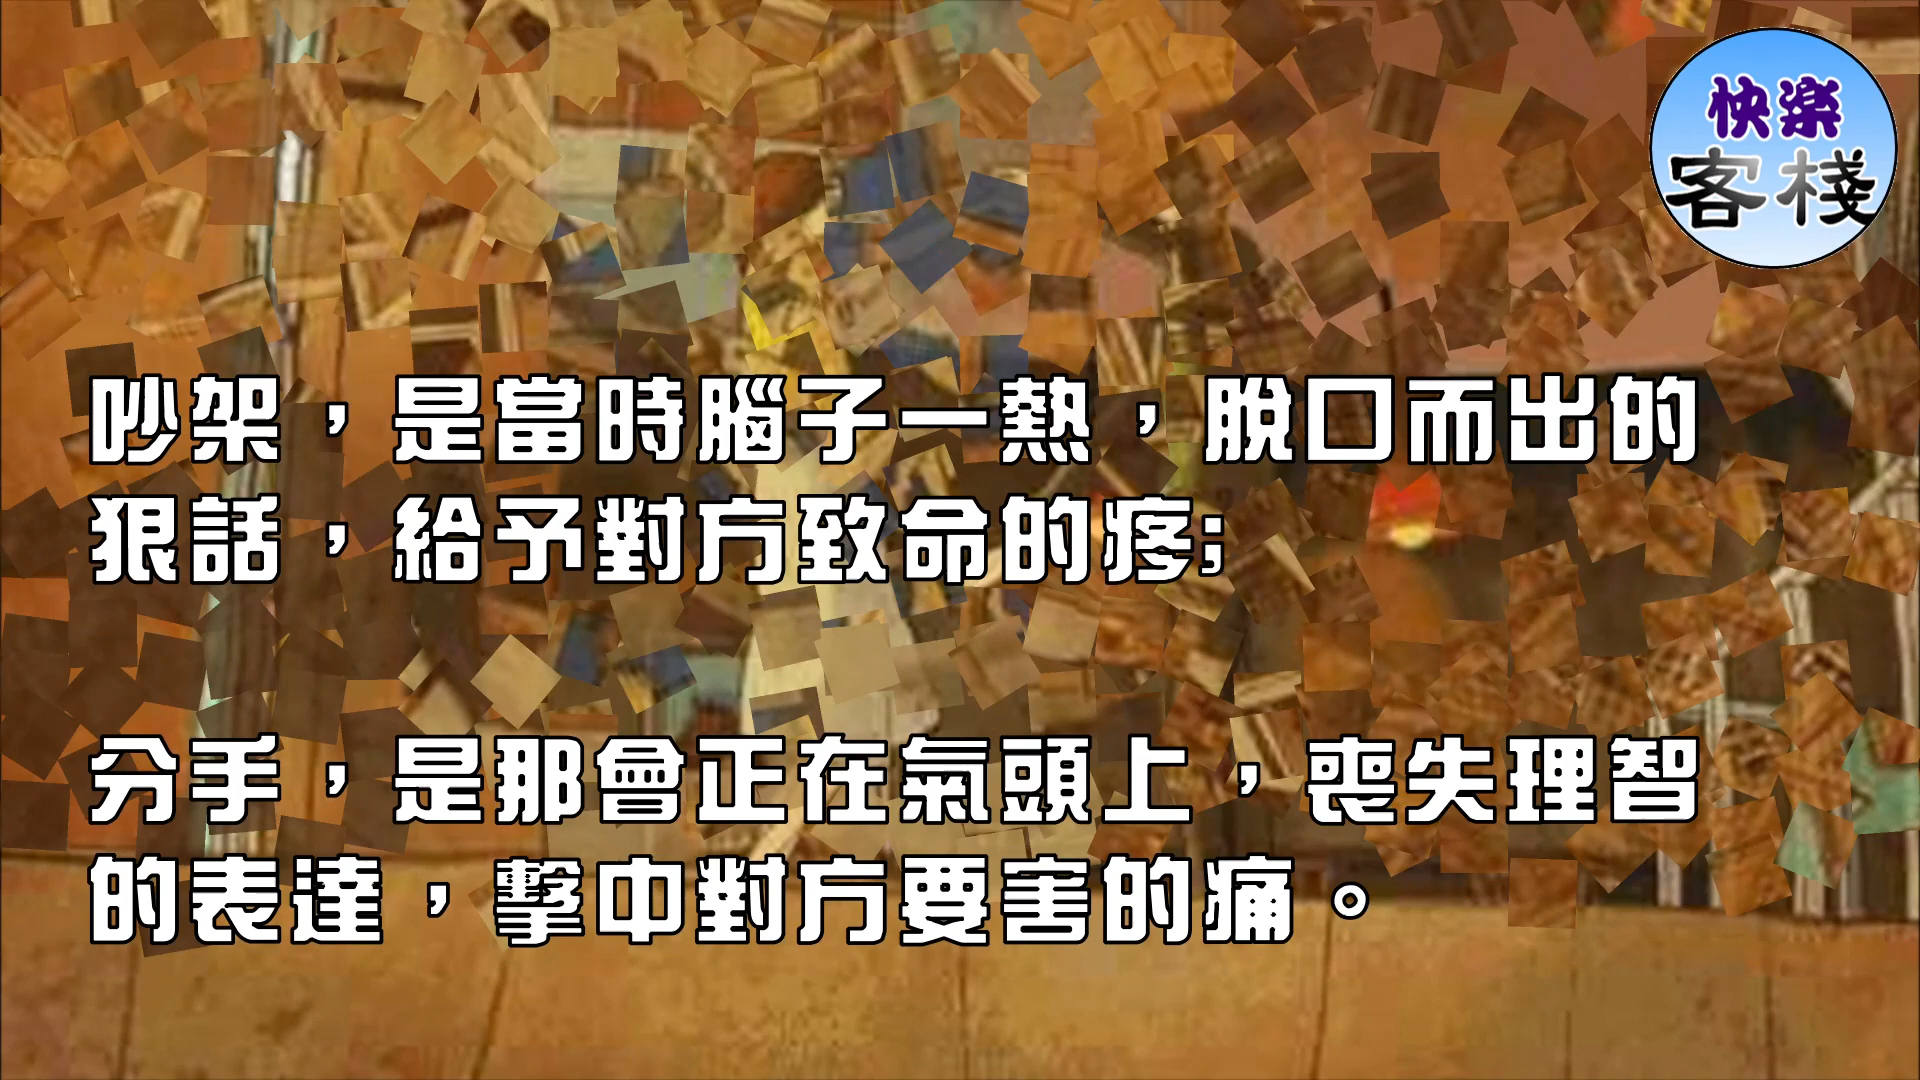 快楽
客棧
吵架，是當時腦子一熱，脫口而出的
狠話，給予對方致命的疼;
分手，是那會正在氣頭上，喪失理智
的表達，擊中對方要害的痛。